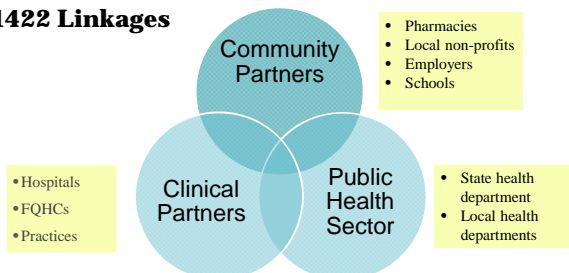 1422 Linkages
Community
Partners
• Pharmacies
• Local non-profits
• Employers
• Schools
Clinical
Partners
Public
Health
Sector
• Hospitals
• FQHCs
• Practices
• State health
department
• Local health
departments